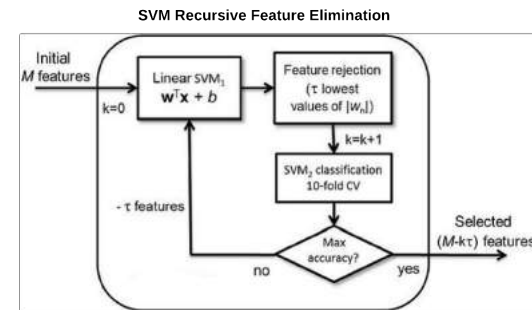 SVM Recursive Feature Elimination
Initial
M features
k=0
Linear SVM₁
wᵀx + b
Feature rejection
(τ lowest
values of |wₙ|)
k=k+1
SVM₂ classification
10-fold CV
- τ features
Max
accuracy?
no
yes
Selected
(M-kτ) features